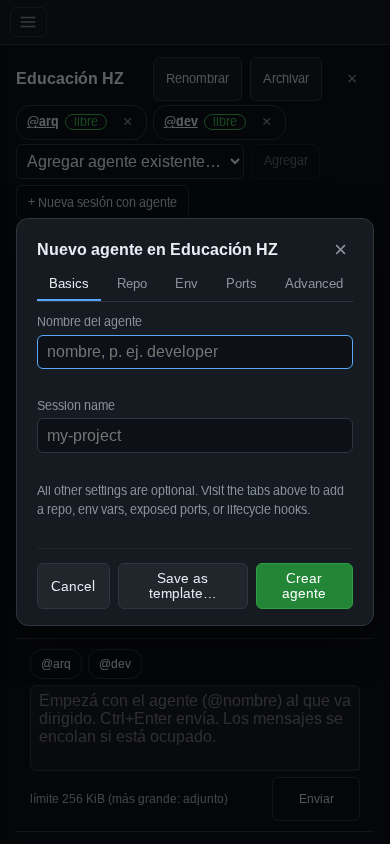 Educación HZ
Renombrar
Archivar
×
@arq libre ×
@dev libre ×
Agregar agente existente…
Agregar
+ Nueva sesión con agente
Nuevo agente en Educación HZ
×
Basics
Repo
Env
Ports
Advanced
Nombre del agente
nombre, p. ej. developer
Session name
my-project
All other settings are optional. Visit the tabs above to add
a repo, env vars, exposed ports, or lifecycle hooks.
Cancel
Save as
template…
Crear
agente
@arq
@dev
Empezá con el agente (@nombre) al que va
dirigido. Ctrl+Enter envía. Los mensajes se
encolan si está ocupado.
límite 256 KiB (más grande: adjunto)
Enviar